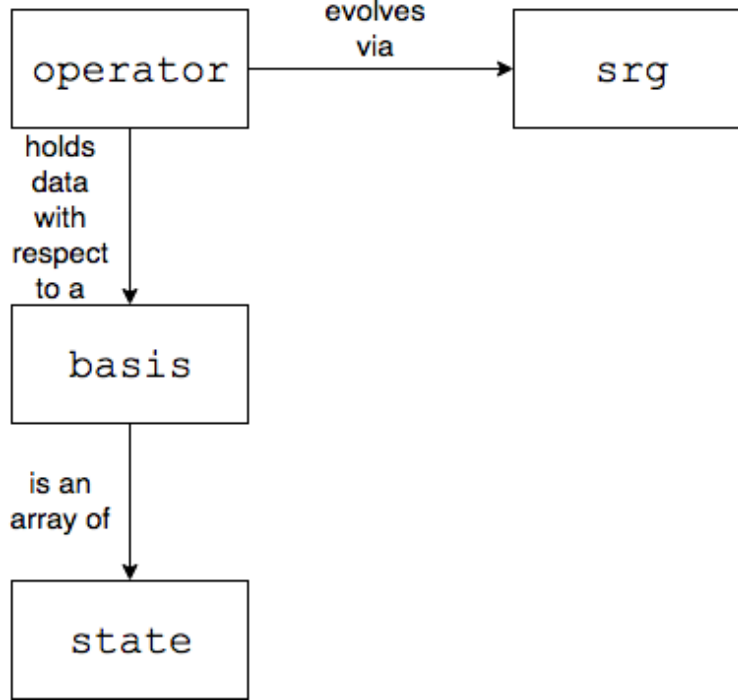 evolves
via
operator
srg
holds
data
with
respect
to a
basis
is an
array of
state